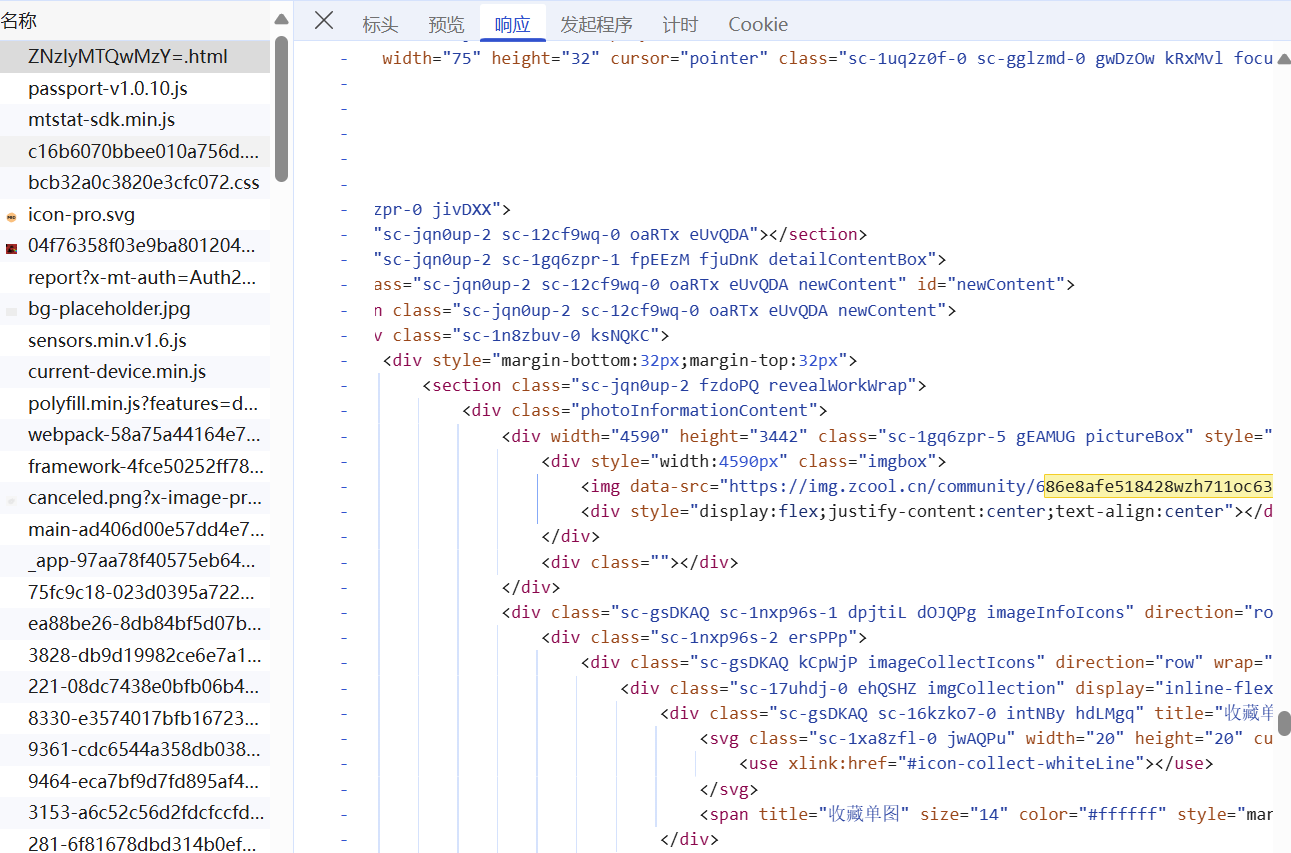 名称
ZNzIyMTQwMzY=.html
passport-v1.0.10.js
mtstat-sdk.min.js
c16b6070bbee010a756d....
bcb32a0c3820e3cfc072.css
icon-pro.svg
04f76358f03e9ba801204...
report?x-mt-auth=Auth2...
bg-placeholder.jpg
sensors.min.v1.6.js
current-device.min.js
polyfill.min.js?features=d...
webpack-58a75a44164e7...
framework-4fce50252ff78...
canceled.png?x-image-pr...
main-ad406d00e57dd4e7...
_app-97aa78f40575eb64...
75fc9c18-023d0395a722...
ea88be26-8db84bf5d07b...
3828-db9d19982ce6e7a1...
221-08dc7438e0bfb06b4...
8330-e3574017bfb16723...
9361-cdc6544a358db038...
9464-eca7bf9d7fd895af4...
3153-a6c52c56d2fdcfccfd...
281-6f81678dbd314b0ef...
标头 预览 响应 发起程序 计时 Cookie
- width="75" height="32" cursor="pointer" class="sc-1uq2z0f-0 sc-gglzmd-0 gwDzOw kRxMvl focu
-
-
-
-
-
- zpr-0 jivDXX">
- "sc-jqn0up-2 sc-12cf9wq-0 oaRTx eUvQDA"></section>
- "sc-jqn0up-2 sc-1gq6zpr-1 fpEEzM fjuDnK detailContentBox">
- ass="sc-jqn0up-2 sc-12cf9wq-0 oaRTx eUvQDA newContent" id="newContent">
- n class="sc-jqn0up-2 sc-12cf9wq-0 oaRTx eUvQDA newContent">
- v class="sc-1n8zbuv-0 ksNQKC">
- <div style="margin-bottom:32px;margin-top:32px">
- <section class="sc-jqn0up-2 fzdoPQ revealWorkWrap">
- <div class="photoInformationContent">
- <div width="4590" height="3442" class="sc-1gq6zpr-5 gEAMUG pictureBox" style="
- <div style="width:4590px" class="imgbox">
- <img data-src="https://img.zcool.cn/community/686e8afe518428wzh711oc63
- <div style="display:flex;justify-content:center;text-align:center"></d
- </div>
- <div class=""></div>
- </div>
- <div class="sc-gsDKAQ sc-1nxp96s-1 dpjtiL dOJQPg imageInfoIcons" direction="ro
- <div class="sc-1nxp96s-2 ersPPp">
- <div class="sc-gsDKAQ kCpWjP imageCollectIcons" direction="row" wrap="
- <div class="sc-17uhdj-0 ehQSHZ imgCollection" display="inline-flex
- <div class="sc-gsDKAQ sc-16kzko7-0 intNBy hdLMgq" title="收藏单
- <svg class="sc-1xa8zfl-0 jwAQPu" width="20" height="20" cu
- <use xlink:href="#icon-collect-whiteLine"></use>
- </svg>
- <span title="收藏单图" size="14" color="#ffffff" style="mar
- </div>